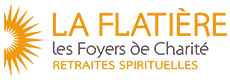 LA FLATIÈRE
les Foyers de Charité
RETRAITES SPIRITUELLES